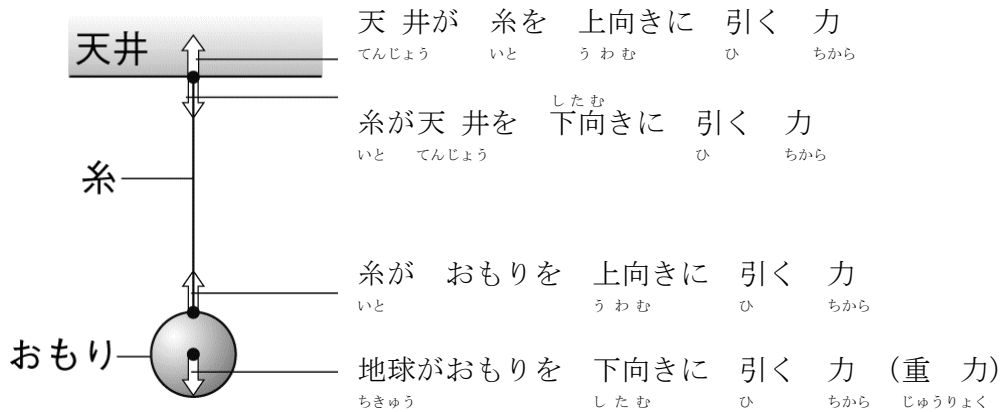 天井が 糸を 上向きに 引く 力
てんじょう いと うわむ ひ ちから
天井
したむ
糸が天井を 下向きに 引く 力
いと てんじょう ひ ちから
糸
糸が おもりを 上向きに 引く 力
いと うわむ ひ ちから
おもり
地球がおもりを 下向きに 引く 力 (重力)
ちきゅう したむ ひ ちから じゅうりょく